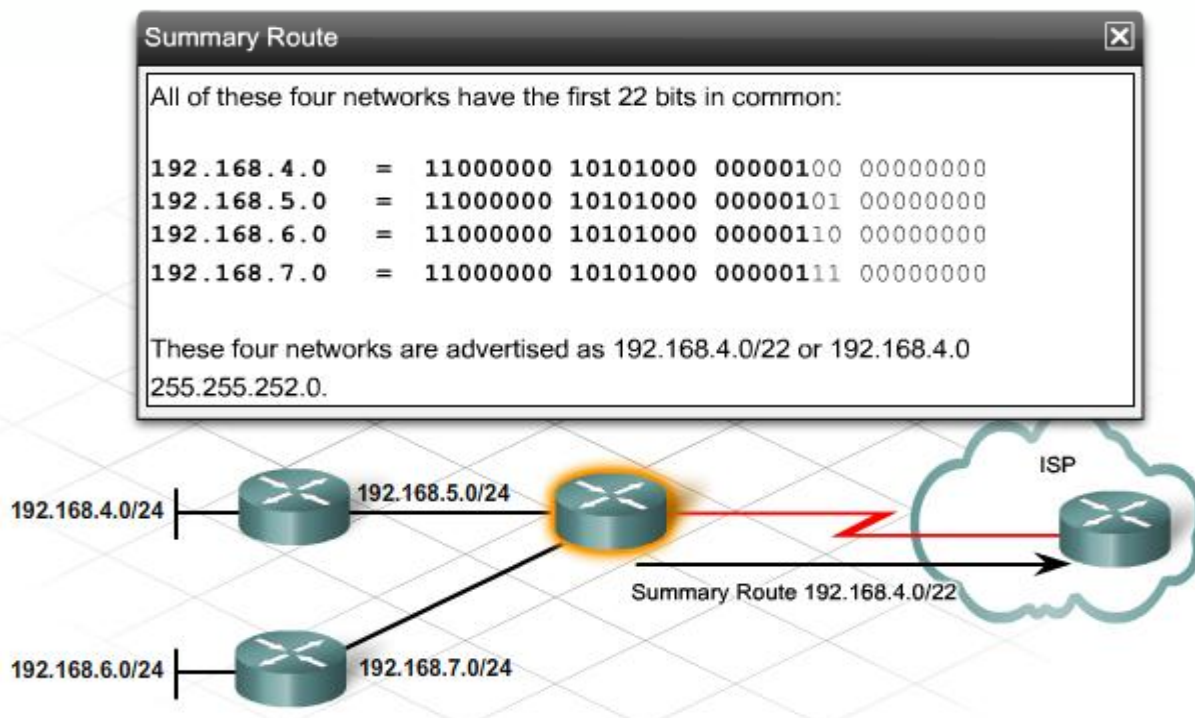 Summary Route
All of these four networks have the first 22 bits in common:
192.168.4.0 = 11000000 10101000 00000100 00000000
192.168.5.0 = 11000000 10101000 00000101 00000000
192.168.6.0 = 11000000 10101000 00000110 00000000
192.168.7.0 = 11000000 10101000 00000111 00000000
These four networks are advertised as 192.168.4.0/22 or 192.168.4.0
255.255.252.0.
ISP
192.168.4.0/24
192.168.5.0/24
Summary Route 192.168.4.0/22
192.168.6.0/24
192.168.7.0/24